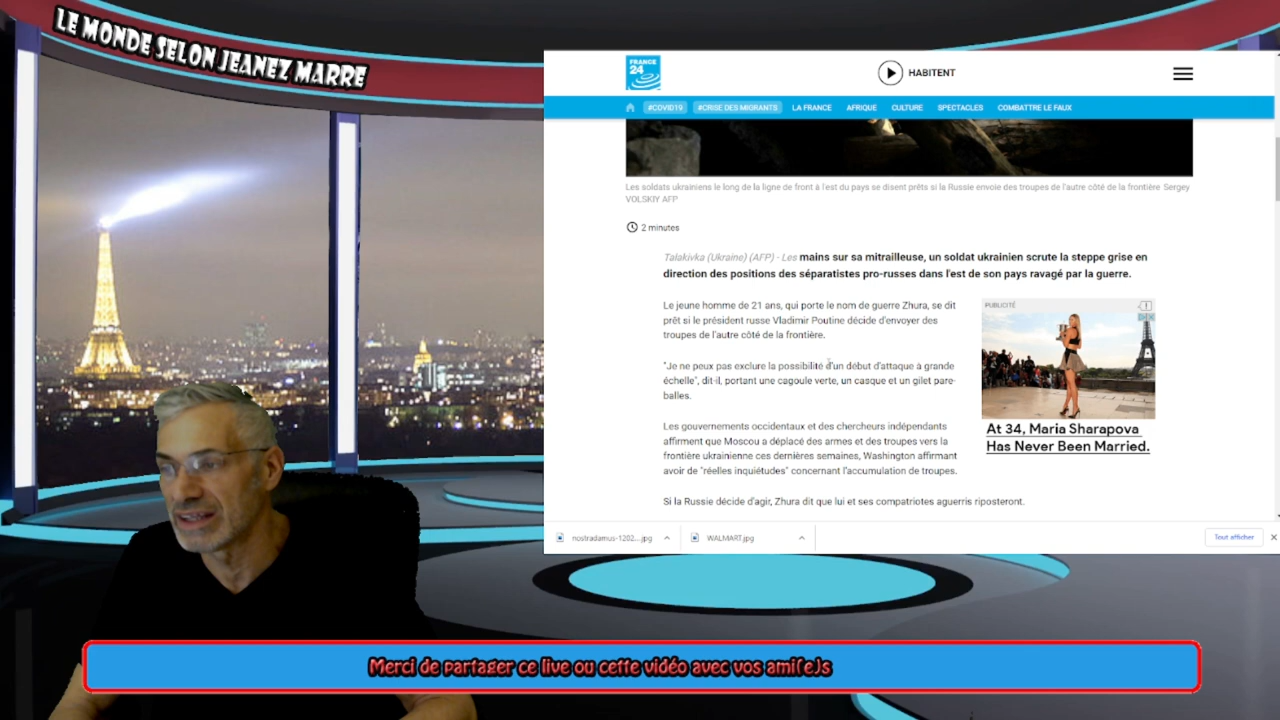 LE MONDE SELON JEANEZ MARRE
FRANCE
24
HABITENT
#COVID19 #CRISE DES MIGRANTS LA FRANCE AFRIQUE CULTURE SPECTACLES COMBATTRE LE FAUX
Les soldats ukrainiens le long de la ligne de front à l'est du pays se disent prêts si la Russie envoie des troupes de l'autre côté de la frontière Sergey
VOLSKIY AFP
2 minutes
Talakivka (Ukraine) (AFP) - Les mains sur sa mitrailleuse, un soldat ukrainien scrute la steppe grise en
direction des positions des séparatistes pro-russes dans l'est de son pays ravagé par la guerre.
Le jeune homme de 21 ans, qui porte le nom de guerre Zhura, se dit
prêt si le président russe Vladimir Poutine décide d'envoyer des
troupes de l'autre côté de la frontière.
"Je ne peux pas exclure la possibilité d'un début d'attaque à grande
échelle", dit-il, portant une cagoule verte, un casque et un gilet pare-
balles.
Les gouvernements occidentaux et des chercheurs indépendants
affirment que Moscou a déplacé des armes et des troupes vers la
frontière ukrainienne ces dernières semaines, Washington affirmant
avoir de "réelles inquiétudes" concernant l'accumulation de troupes.
Si la Russie décide d'agir, Zhura dit que lui et ses compatriotes aguerris riposteront.
PUBLICITÉ
At 34, Maria Sharapova
Has Never Been Married.
nostradamus-1202....jpg WALMART.jpg Tout afficher
Merci de partager ce live ou cette vidéo avec vos ami(e)s